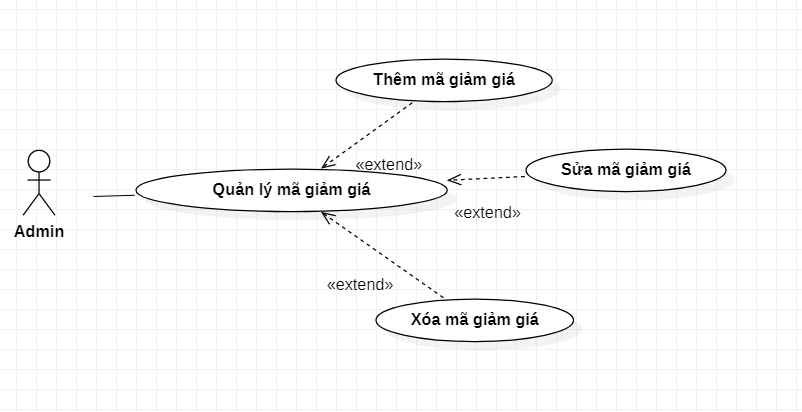 Thêm mã giảm giá
«extend»
Sửa mã giảm giá
Quản lý mã giảm giá
«extend»
Admin
«extend»
Xóa mã giảm giá